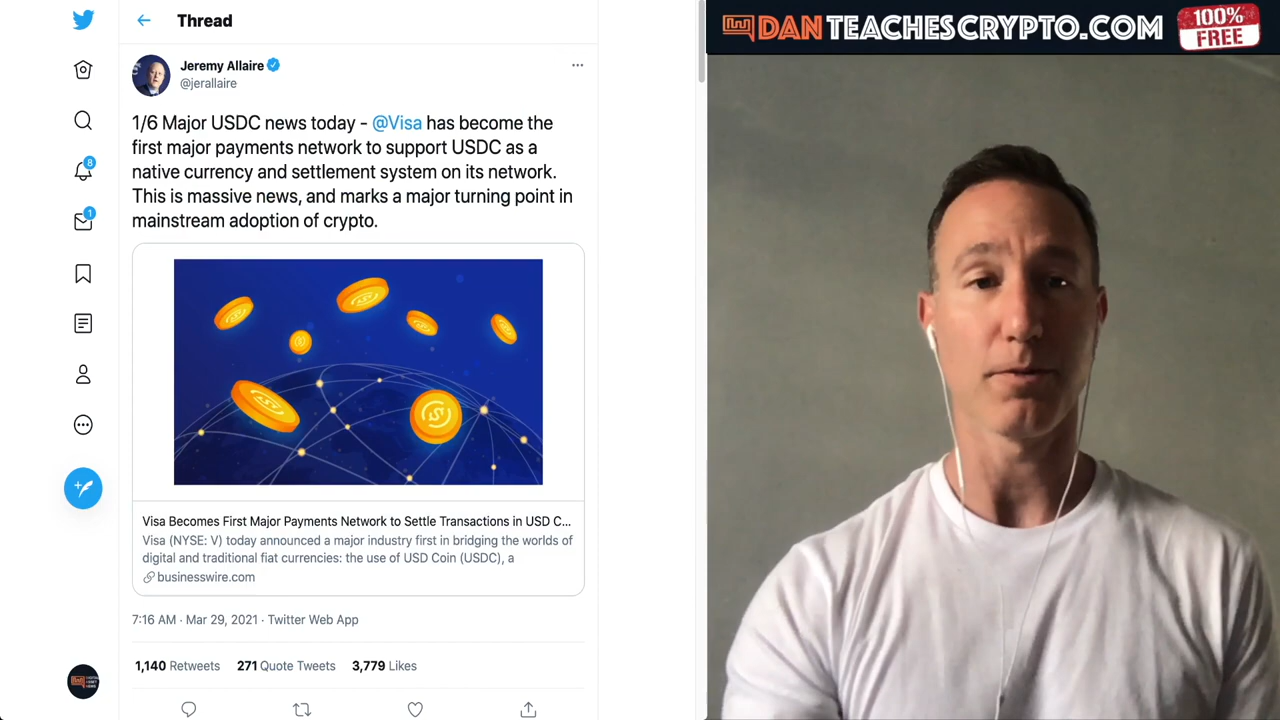 Thread
Jeremy Allaire
@jerallaire
1/6 Major USDC news today - @Visa has become the
first major payments network to support USDC as a
native currency and settlement system on its network.
This is massive news, and marks a major turning point in
mainstream adoption of crypto.
Visa Becomes First Major Payments Network to Settle Transactions in USD C...
Visa (NYSE: V) today announced a major industry first in bridging the worlds of
digital and traditional fiat currencies: the use of USD Coin (USDC), a
businesswire.com
7:16 AM · Mar 29, 2021 · Twitter Web App
1,140 Retweets 271 Quote Tweets 3,779 Likes
8
1
DANTEACHESCRYPTO.COM
100%
FREE